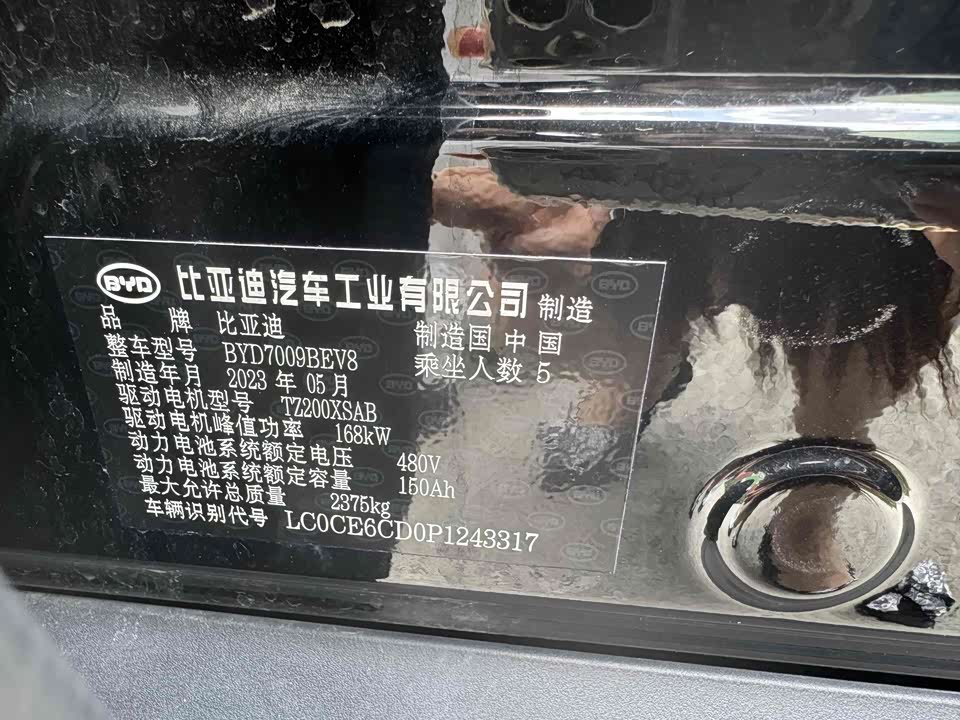 BYD 比亚迪汽车工业有限公司 制造
品 牌 比亚迪 制造国 中国
整车型号 BYD7009BEV8 乘坐人数 5
制造年月 2023 年 05 月
驱动电机型号 TZ200XSAB
驱动电机峰值功率 168kW
动力电池系统额定电压 480V
动力电池系统额定容量 150Ah
最大允许总质量 2375kg
车辆识别代号 LC0CE6CD0P1243317